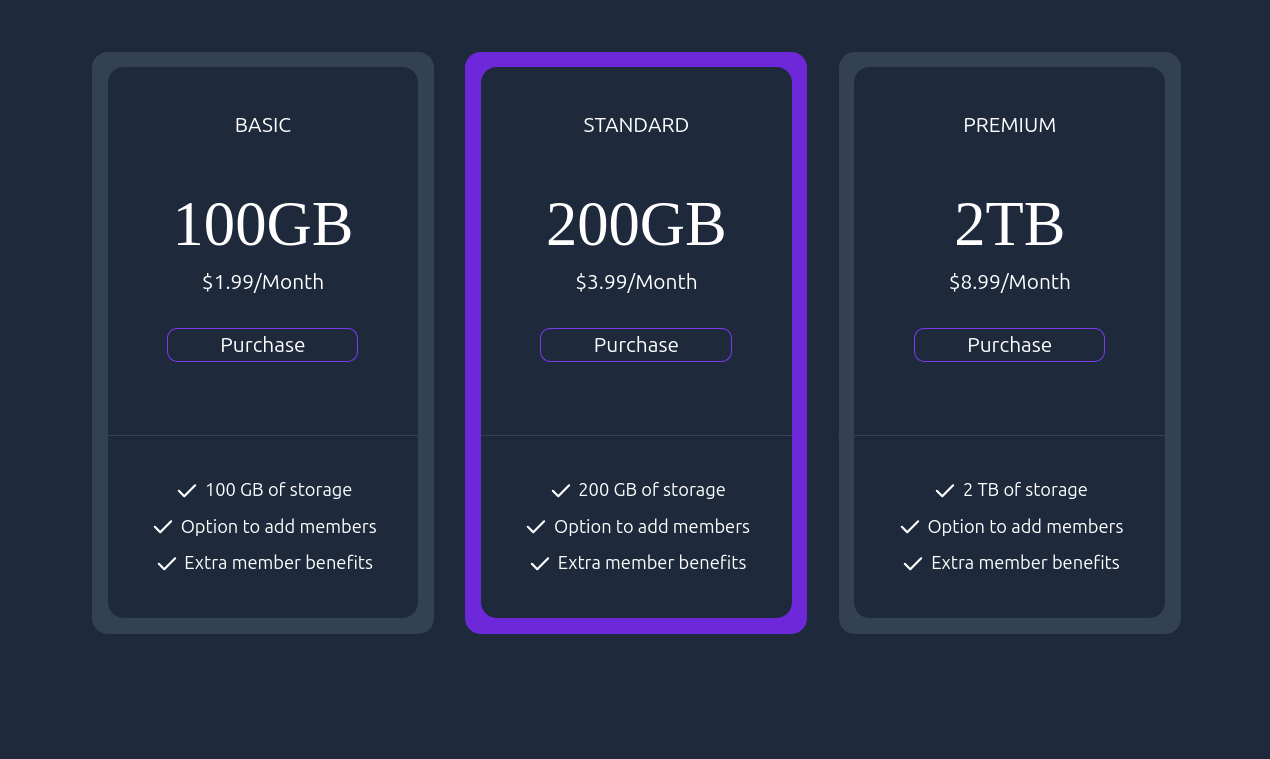 BASIC
100GB
$1.99/Month
Purchase
100 GB of storage
Option to add members
Extra member benefits
STANDARD
200GB
$3.99/Month
Purchase
200 GB of storage
Option to add members
Extra member benefits
PREMIUM
2TB
$8.99/Month
Purchase
2 TB of storage
Option to add members
Extra member benefits